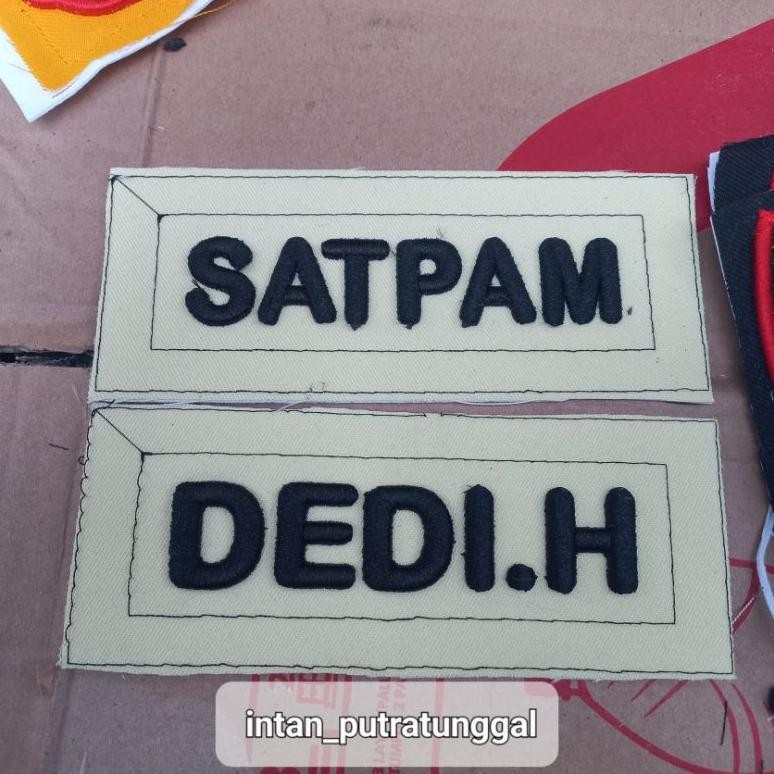 SATPAM
DEDI.H
intan_putratunggal